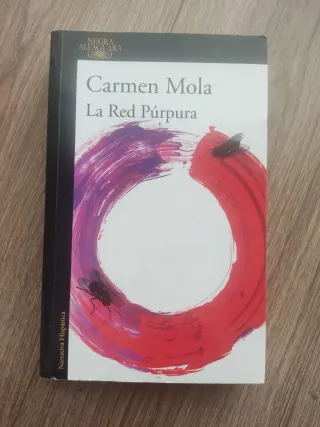 NEGRA
ALFAGUARA
Carmen Mola
La Red Púrpura
Narrativa Hispánica